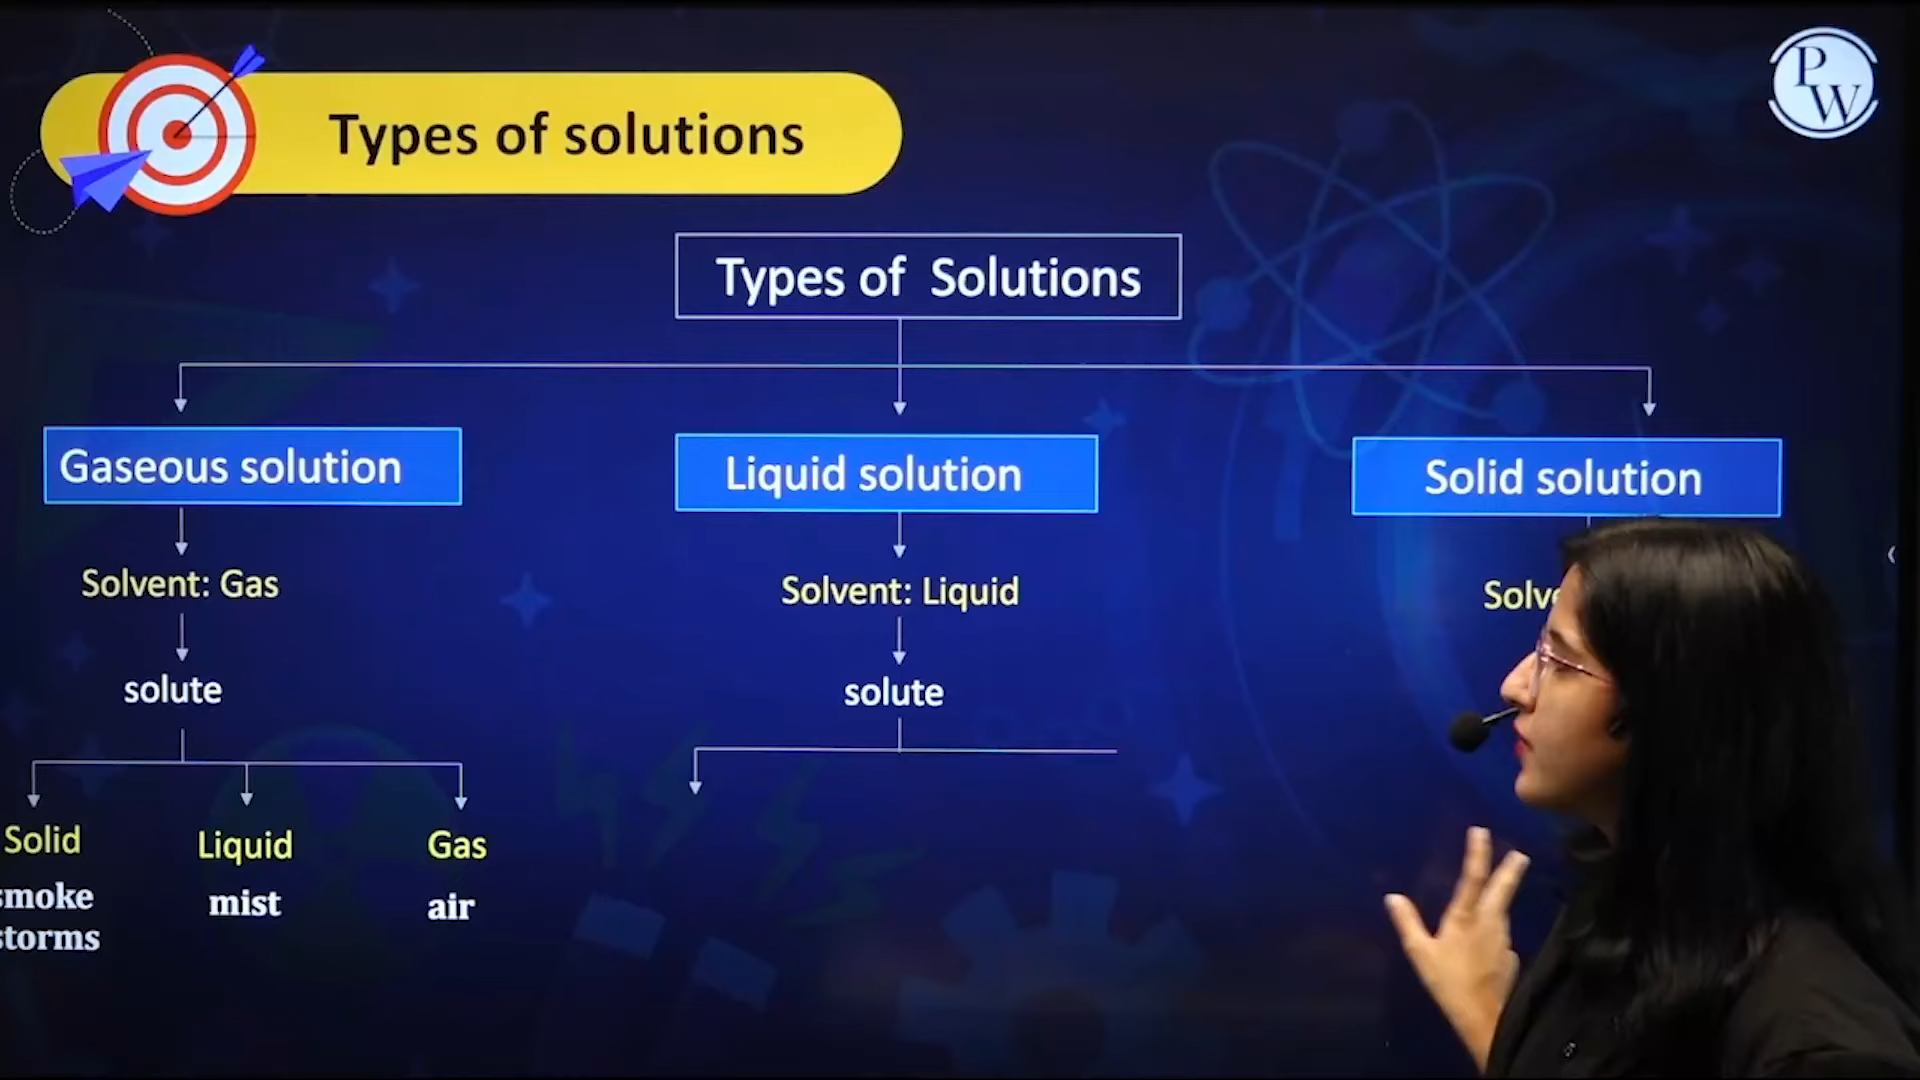 P
W
Types of solutions
Types of Solutions
Gaseous solution
Liquid solution
Solid solution
Solvent: Gas
Solvent: Liquid
solute
solute
Solid
Liquid
Gas
mist
air